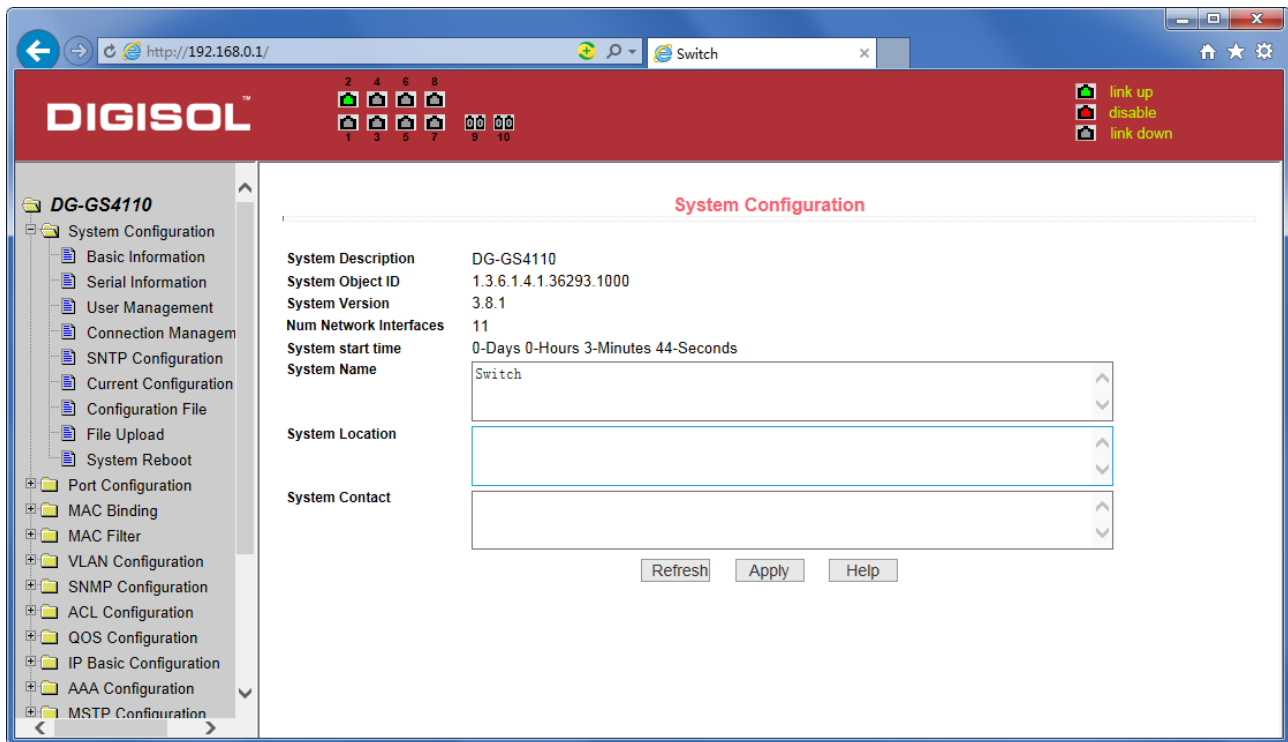 http://192.168.0.1/
Switch
DIGISOL™
2 4 6 8
1 3 5 7 9 10
link up
disable
link down
DG-GS4110
System Configuration
Basic Information
Serial Information
User Management
Connection Managem
SNTP Configuration
Current Configuration
Configuration File
File Upload
System Reboot
Port Configuration
MAC Binding
MAC Filter
VLAN Configuration
SNMP Configuration
ACL Configuration
QOS Configuration
IP Basic Configuration
AAA Configuration
MSTP Configuration
System Configuration
System Description DG-GS4110
System Object ID 1.3.6.1.4.1.36293.1000
System Version 3.8.1
Num Network Interfaces 11
System start time 0-Days 0-Hours 3-Minutes 44-Seconds
System Name Switch
System Location
System Contact
Refresh Apply Help